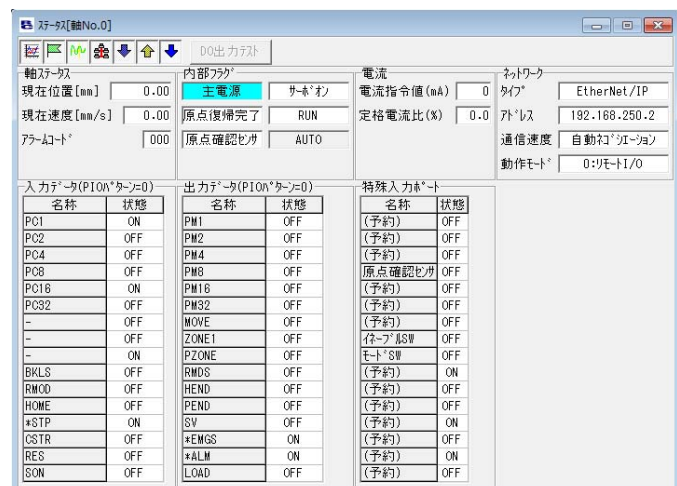 ステータス[軸No.0]
DO出力テスト
軸ステータス
現在位置[mm] 0.00
現在速度[mm/s] 0.00
アラームコード 000
内部フラグ
主電源 サーボオン
原点復帰完了 RUN
原点確認センサ AUTO
電流
電流指令値(mA) 0
定格電流比(%) 0.0
ネットワーク
タイプ EtherNet/IP
アドレス 192.168.250.2
通信速度 自動ネゴシエーション
動作モード 0:リモートI/O
入力データ(PIOパターン=0)
名称 状態
PC1 ON
PC2 OFF
PC4 OFF
PC8 OFF
PC16 ON
PC32 OFF
- OFF
- OFF
- ON
BKLS OFF
RMOD OFF
HOME OFF
*STP ON
CSTR OFF
RES OFF
SON OFF
出力データ(PIOパターン=0)
名称 状態
PM1 OFF
PM2 OFF
PM4 OFF
PM8 OFF
PM16 OFF
PM32 OFF
MOVE OFF
ZONE1 OFF
PZONE OFF
RMDS OFF
HEND OFF
PEND OFF
SV OFF
*EMGS ON
*ALM ON
LOAD OFF
特殊入力ポート
名称 状態
(予約) OFF
(予約) OFF
(予約) OFF
原点確認センサ OFF
(予約) OFF
(予約) OFF
(予約) OFF
イネーブルSW OFF
モードSW OFF
(予約) ON
(予約) OFF
(予約) OFF
(予約) ON
(予約) OFF
(予約) ON
(予約) OFF